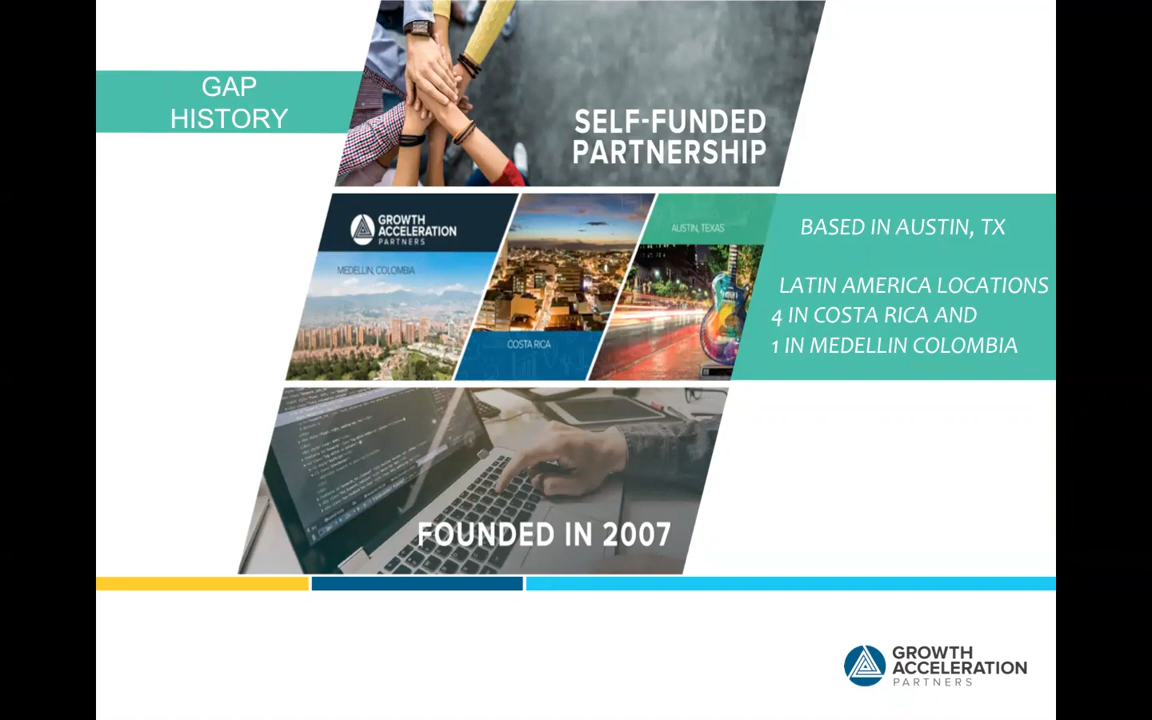 GAP
HISTORY
SELF-FUNDED
PARTNERSHIP
GROWTH
ACCELERATION
PARTNERS
MEDELLIN, COLOMBIA
COSTA RICA
AUSTIN, TEXAS
BASED IN AUSTIN, TX
LATIN AMERICA LOCATIONS
4 IN COSTA RICA AND
1 IN MEDELLIN COLOMBIA
FOUNDED IN 2007
GROWTH
ACCELERATION
PARTNERS